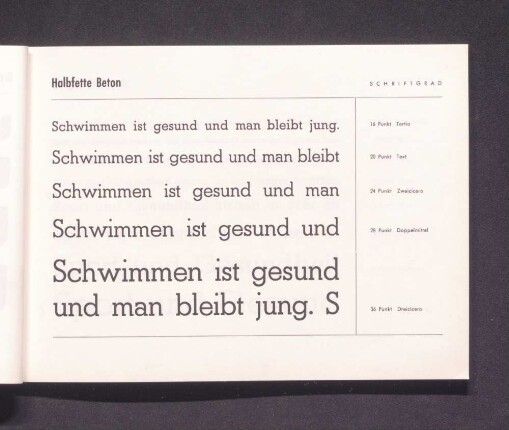 Halbfette Beton
SCHRIFTGRAD
Schwimmen ist gesund und man bleibt jung.
16 Punkt Tertia
Schwimmen ist gesund und man bleibt
20 Punkt Text
Schwimmen ist gesund und man
24 Punkt Zweicicero
Schwimmen ist gesund und
28 Punkt Doppelmittel
Schwimmen ist gesund
und man bleibt jung. S
36 Punkt Dreicicero